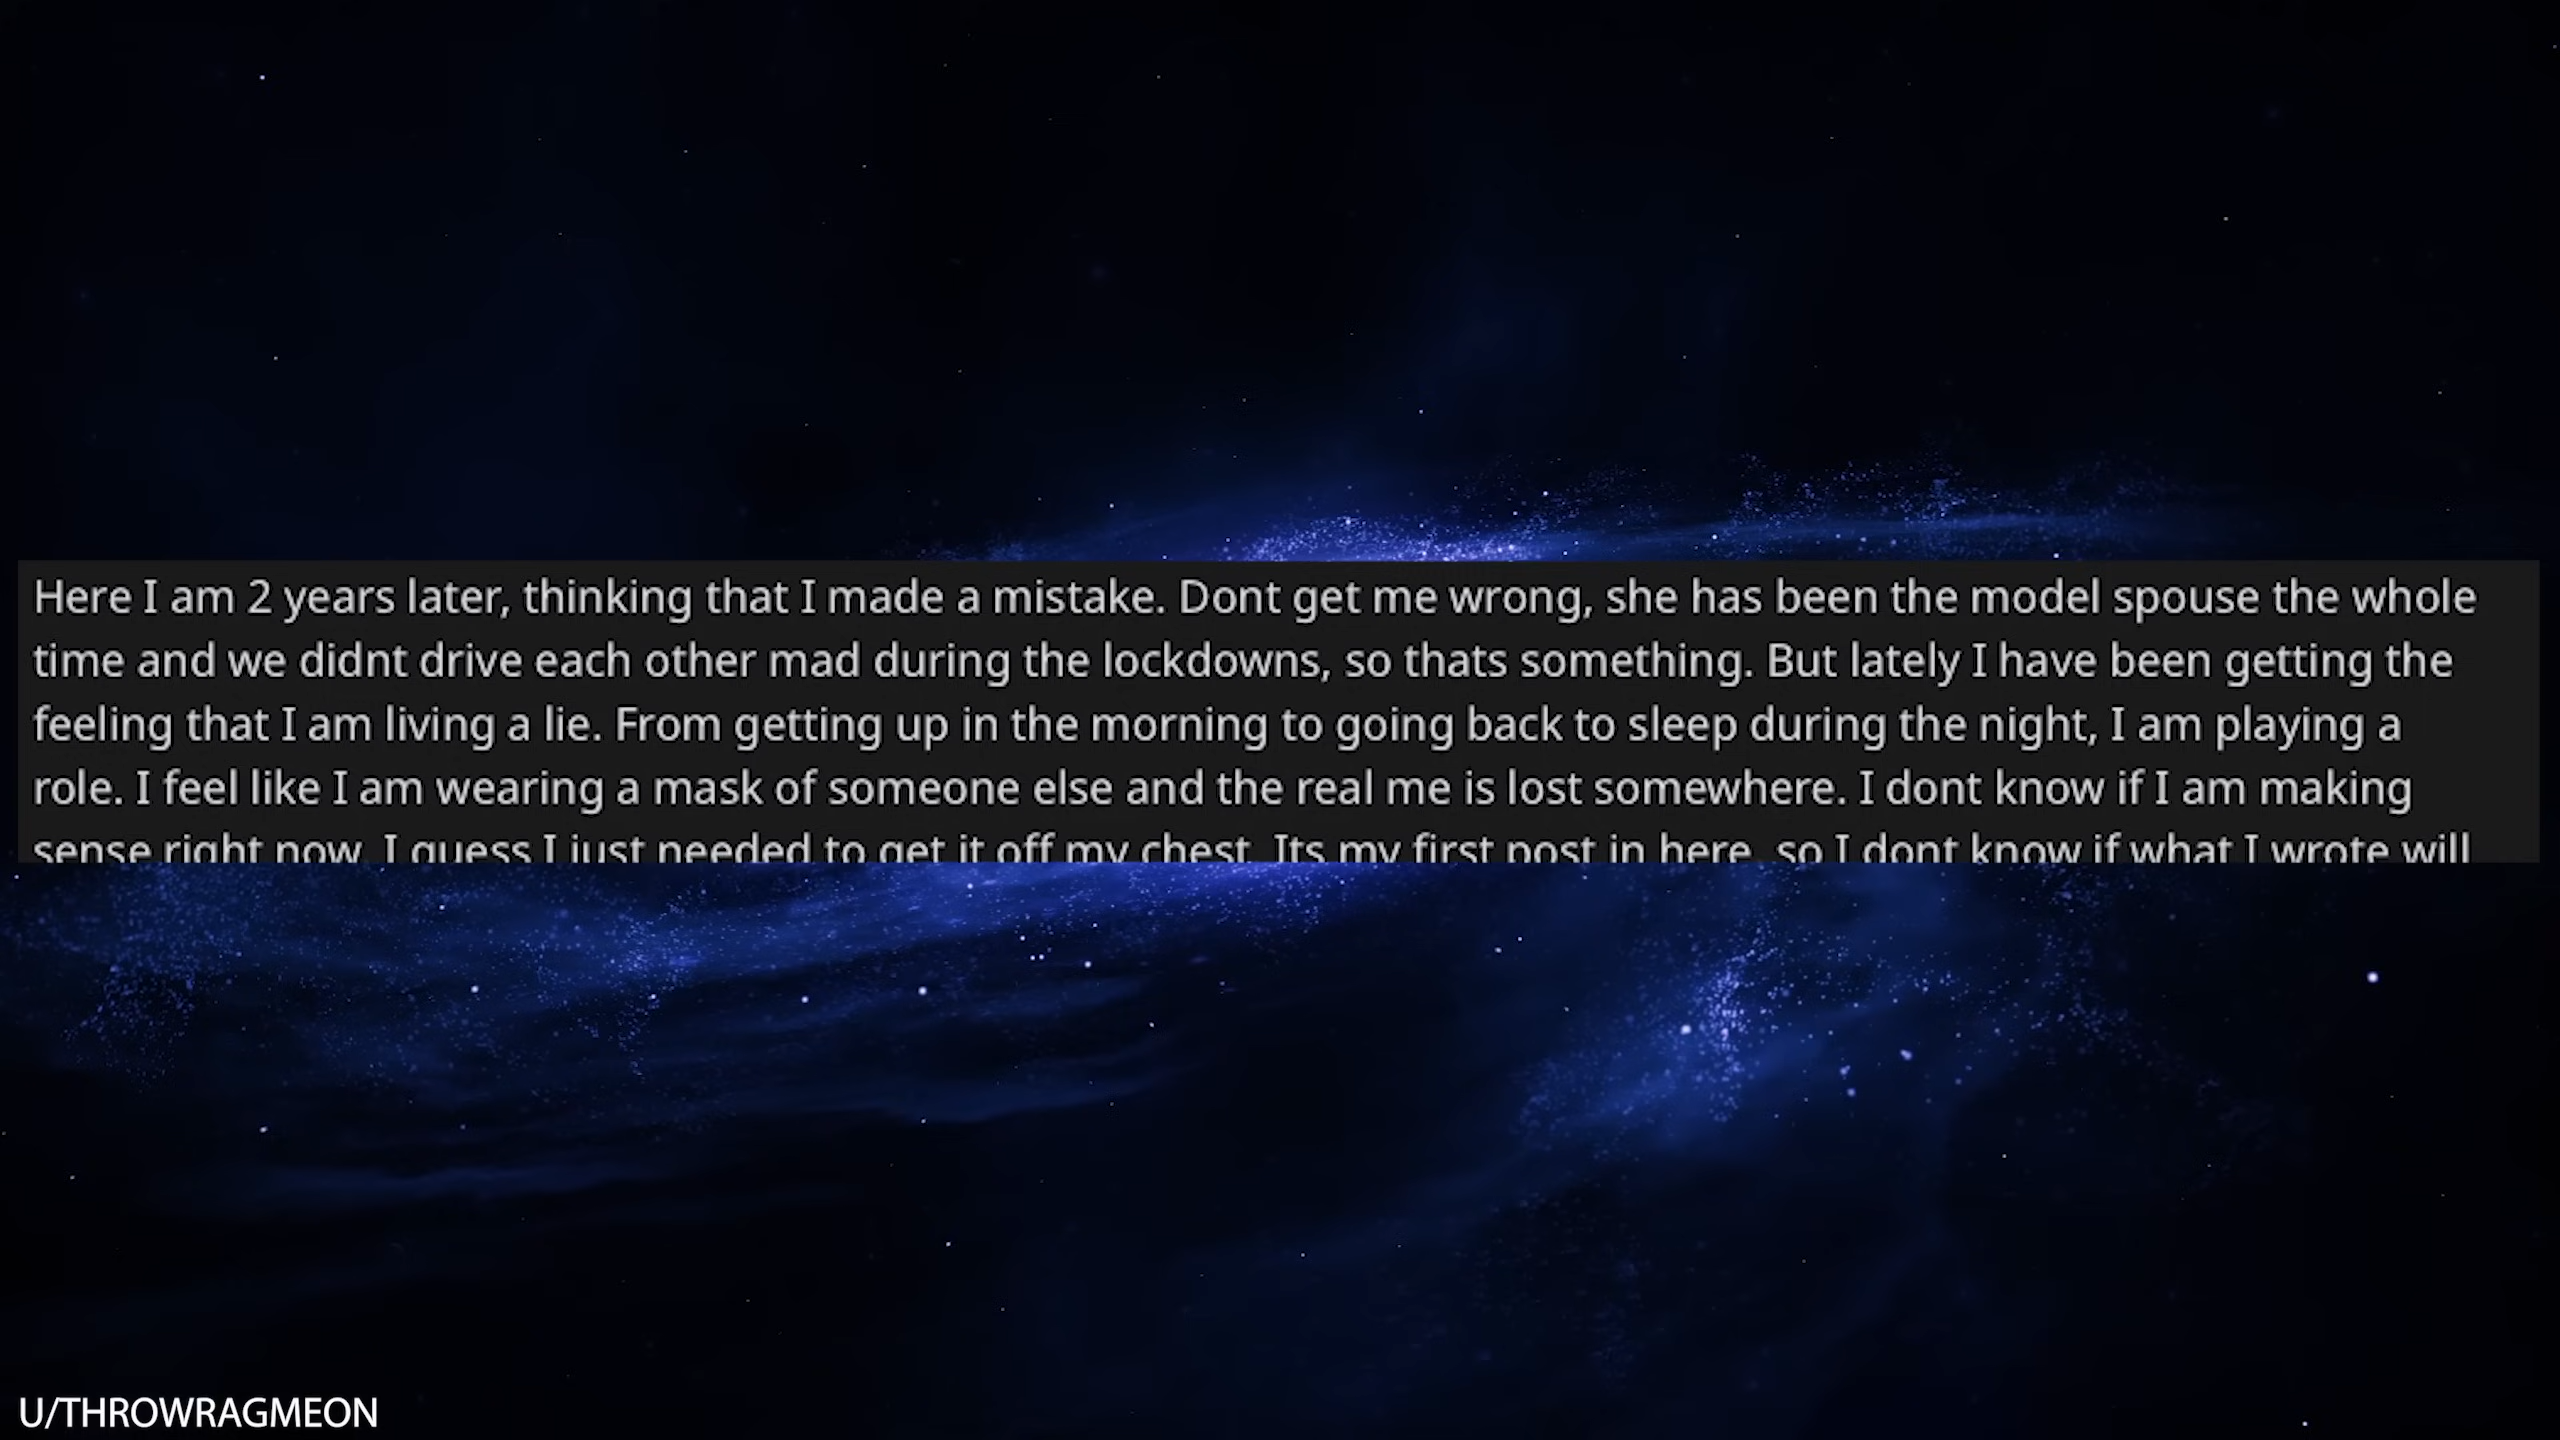 Here I am 2 years later, thinking that I made a mistake. Dont get me wrong, she has been the model spouse the whole
time and we didnt drive each other mad during the lockdowns, so thats something. But lately I have been getting the
feeling that I am living a lie. From getting up in the morning to going back to sleep during the night, I am playing a
role. I feel like I am wearing a mask of someone else and the real me is lost somewhere. I dont know if I am making
sense right now. I guess I just needed to get it off my chest. Its my first post in here, so I dont know if what I wrote will
U/THROWRAGMEON